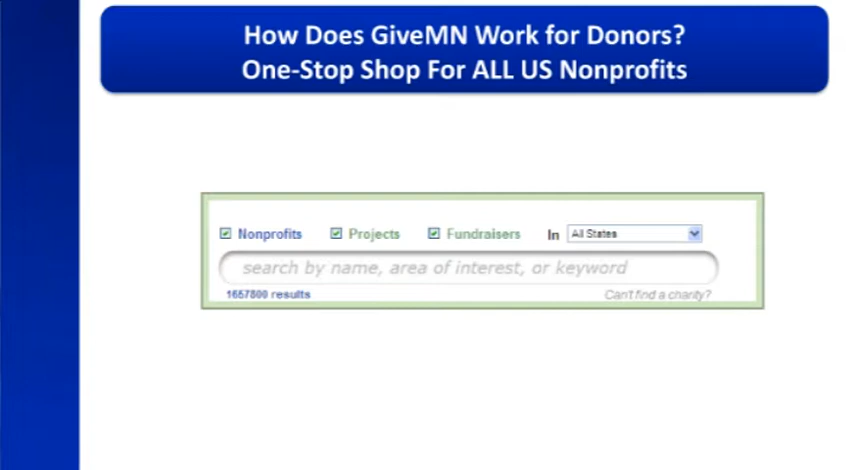 How Does GiveMN Work for Donors?
One-Stop Shop For ALL US Nonprofits
Nonprofits Projects Fundraisers In All States
search by name, area of interest, or keyword
1657800 results Can't find a charity?